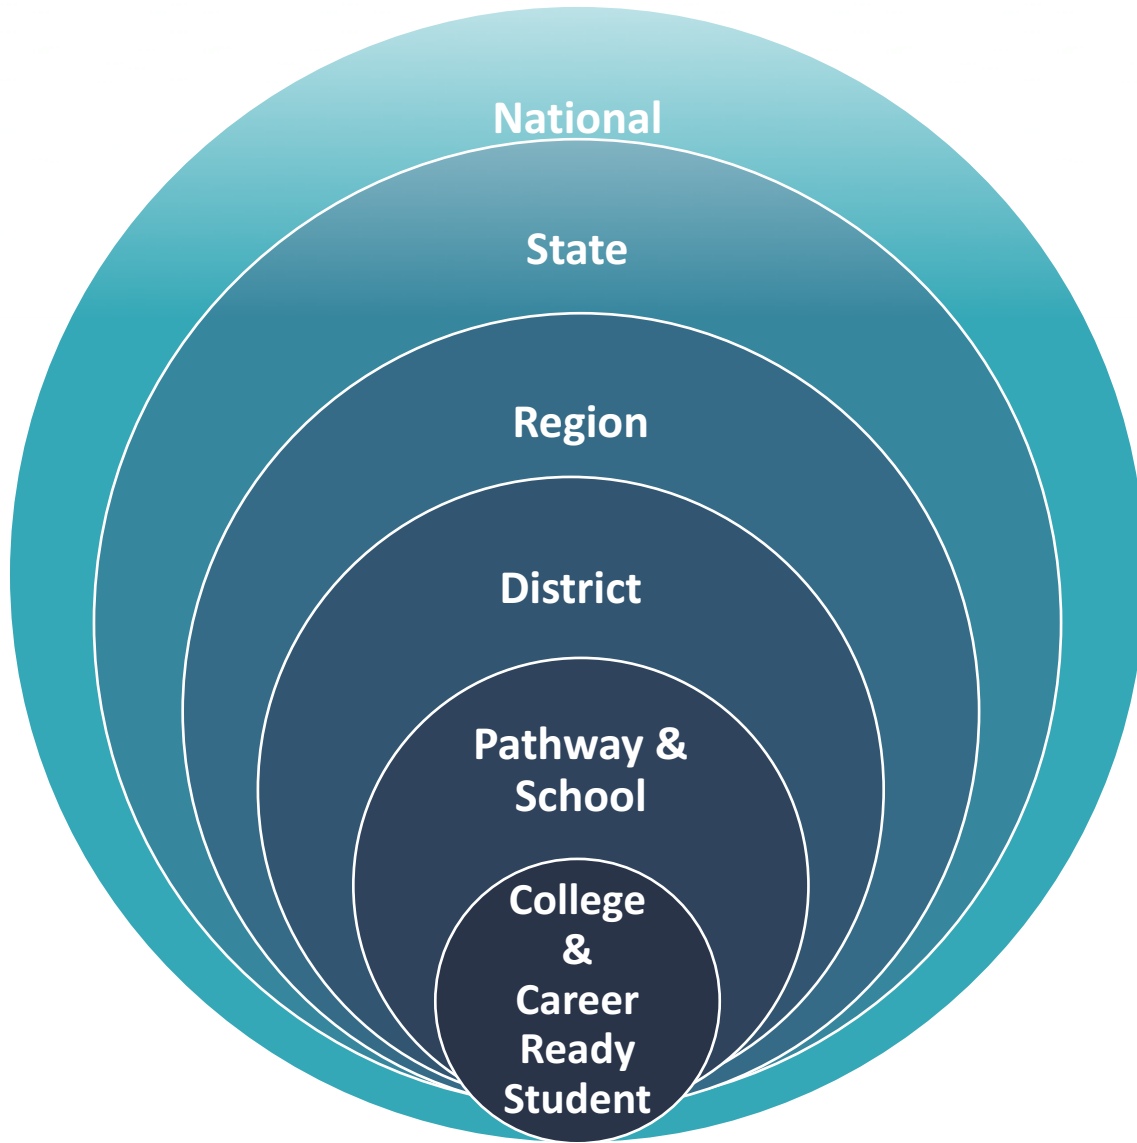 National
State
Region
District
Pathway &
School
College
&
Career
Ready
Student